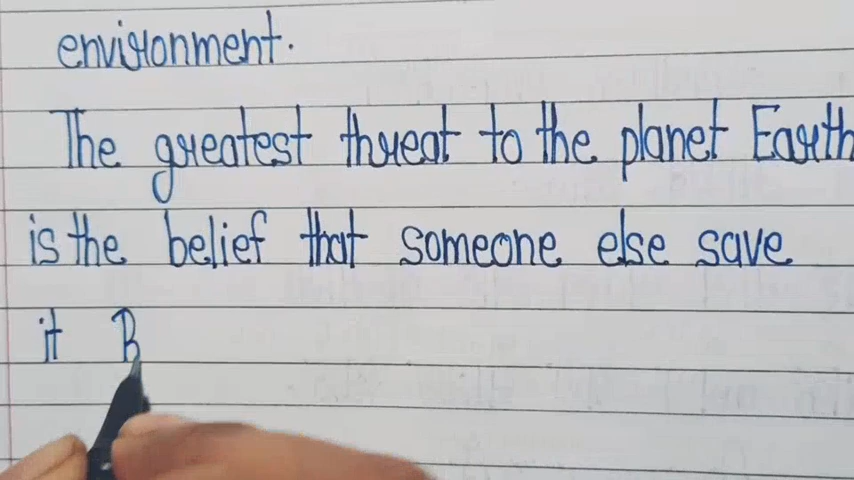 environment.
The greatest threat to the planet Earth
is the belief that someone else save
it B